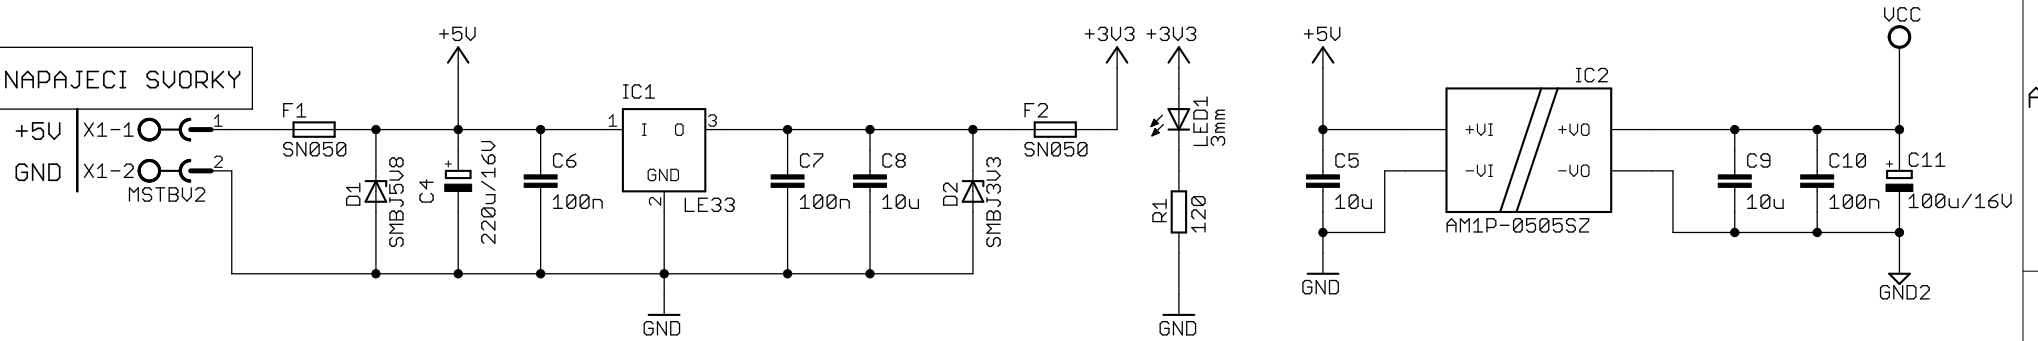 NAPAJECI SVORKY
+5V X1-1 1
GND X1-2 2
MSTBV2
F1
SN050
D1
SMBJ5V8
+5V
C4
+
220u/16V
C6
100n
IC1
1 I O 3
GND
2
LE33
GND
C7
100n
C8
10u
D2
SMBJ3V3
F2
SN050
+3V3
+3V3
LED1
3mm
R1
120
GND
+5V
C5
10u
GND
IC2
+VI +VO
-VI -VO
AM1P-0505SZ
C9
10u
C10
100n
VCC
+
C11
100u/16V
GND2